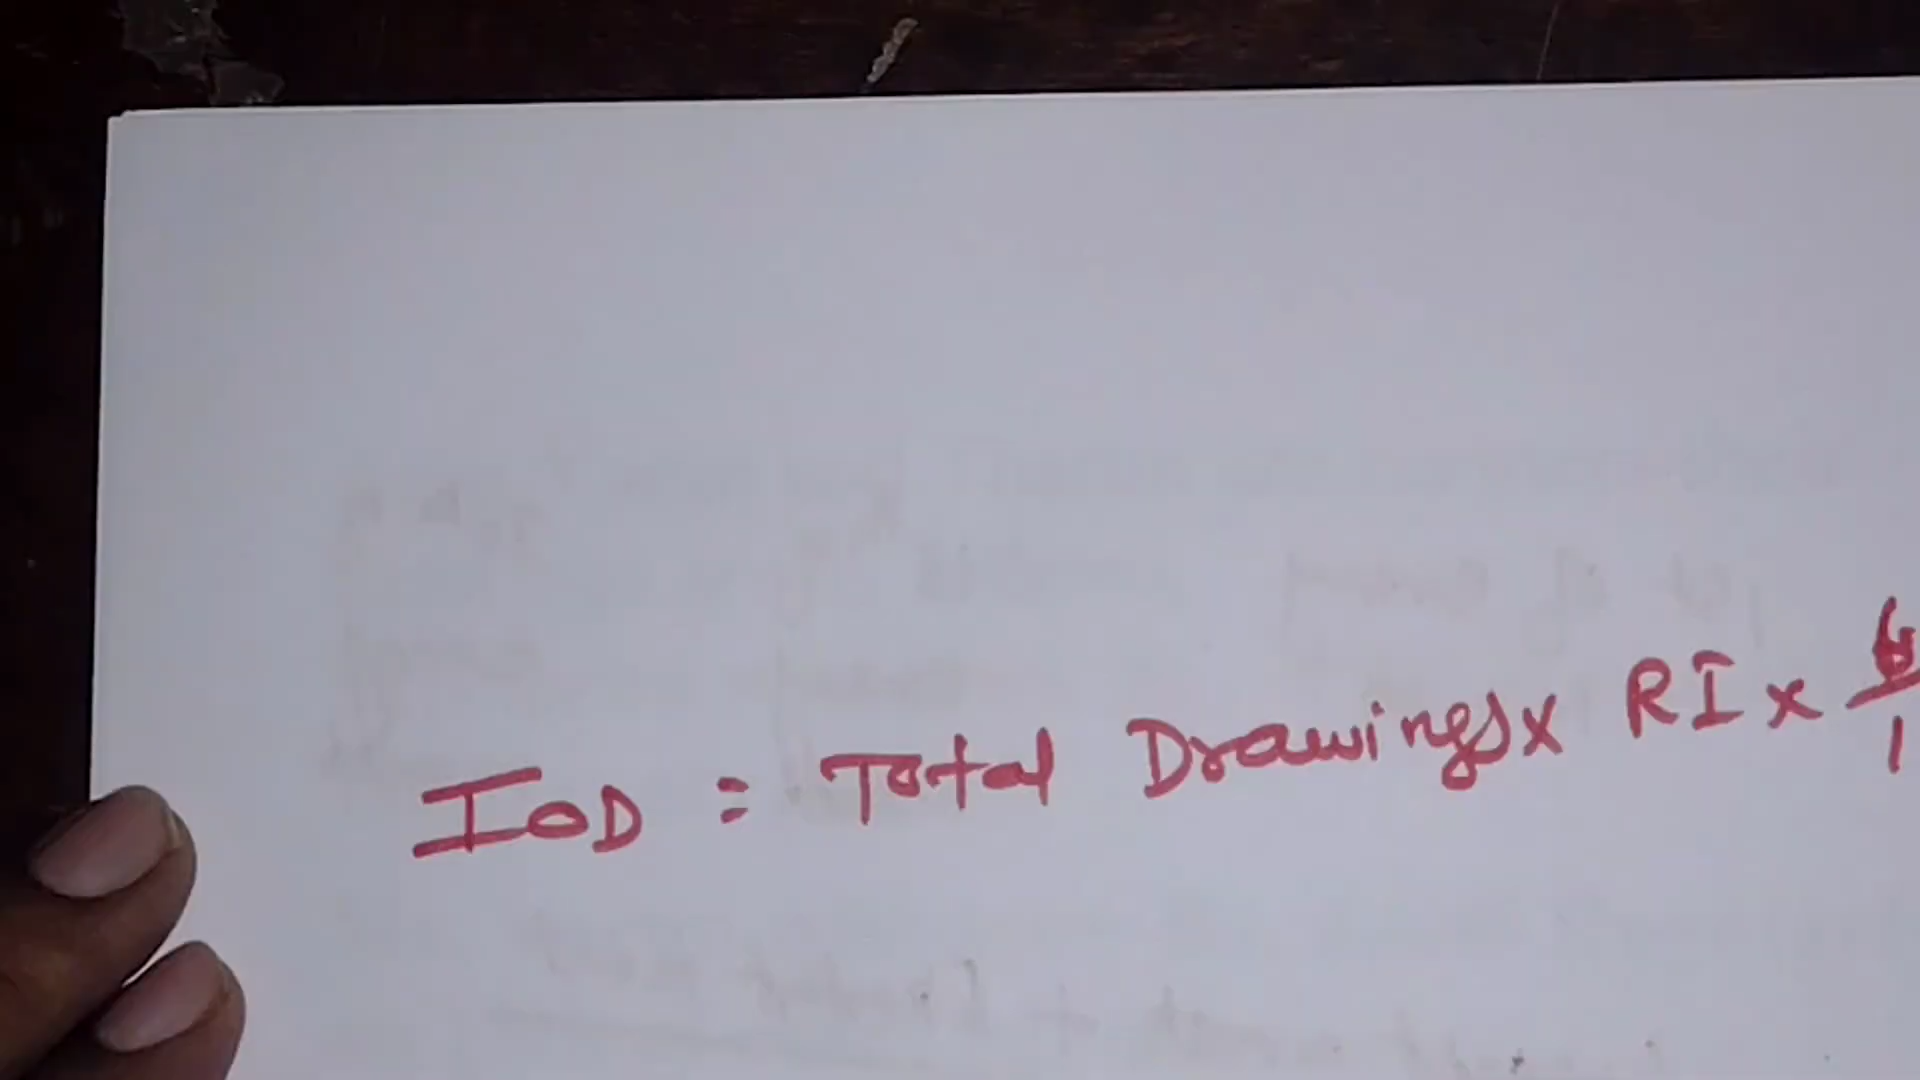 IOD = Total Drawings x RI x